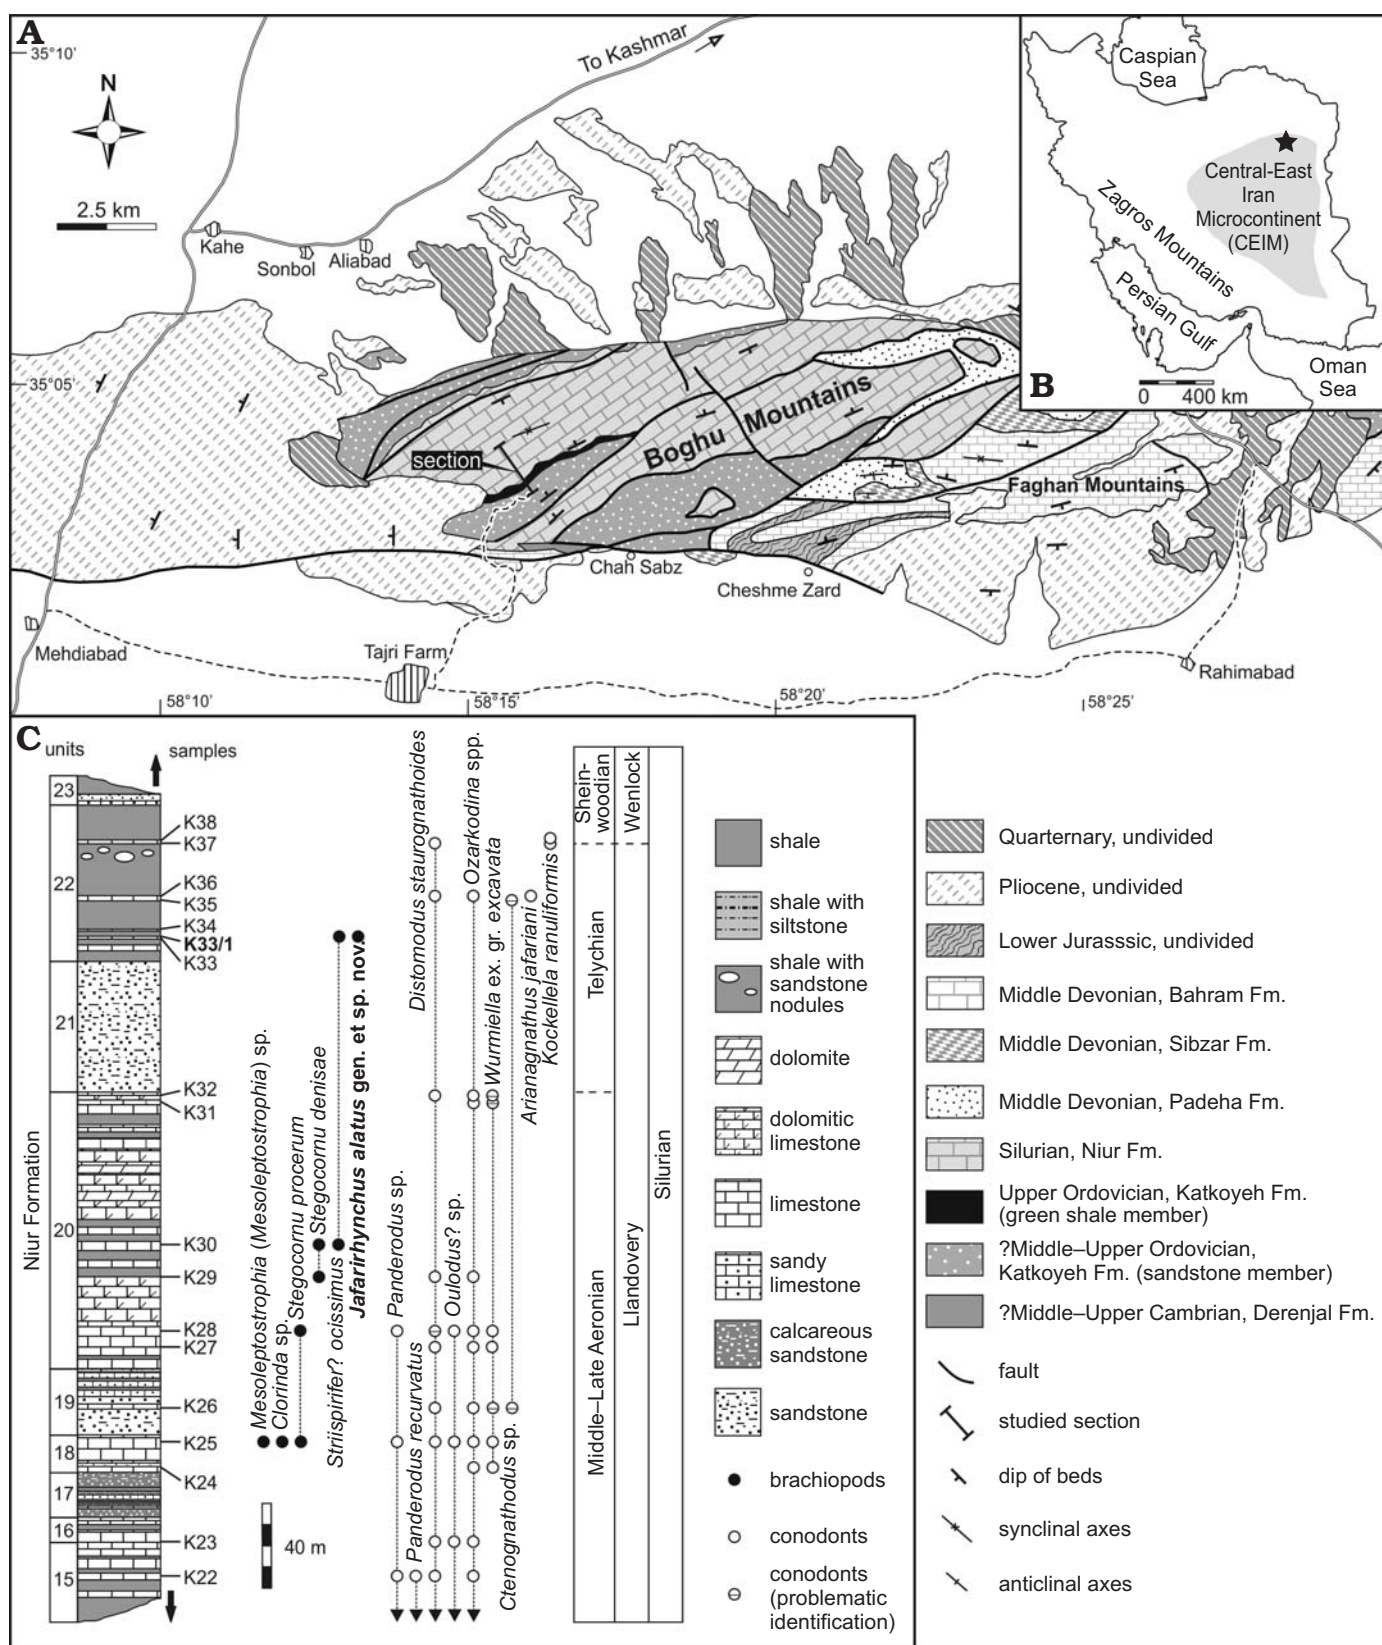 A
35°10'
N
2.5 km
To Kashmar
Kahe
Sonbol
Aliabad
35°05'
section
Boghu Mountains
Faghan Mountains
Chah Sabz
Cheshme Zard
Mehdiabad
Tajri Farm
Rahimabad
58°10'
58°15'
58°20'
58°25'
B
Caspian
Sea
Central-East
Iran
Microcontinent
(CEIM)
Zagros Mountains
Persian Gulf
Oman
Sea
0 400 km
C
units
samples
Niur Formation
23
22
21
20
19
18
17
16
15
K38
K37
K36
K35
K34
K33/1
K33
K32
K31
K30
K29
K28
K27
K26
K25
K24
K23
K22
40 m
Mesoleptostrophia (Mesoleptostrophia) sp.
Clorinda sp.
Stegocornu procerum
Stegocornu denisae
Striispirifer? ocissimus
Jafarirhynchus alatus gen. et sp. nov.
Panderodus sp.
Panderodus recurvatus
Distomodus staurognathoides
Oulodus? sp.
Ozarkodina spp.
Wurmiella ex. gr. excavata
Ctenognathodus sp.
Arianagnathus jafariani
Kockellela ranuliformis
Shein-
woodian
Telychian
Middle–Late Aeronian
Wenlock
Llandovery
Silurian
shale
shale with
siltstone
shale with
sandstone
nodules
dolomite
dolomitic
limestone
limestone
sandy
limestone
calcareous
sandstone
sandstone
brachiopods
conodonts
conodonts
(problematic
identification)
Quarternary, undivided
Pliocene, undivided
Lower Jurasssic, undivided
Middle Devonian, Bahram Fm.
Middle Devonian, Sibzar Fm.
Middle Devonian, Padeha Fm.
Silurian, Niur Fm.
Upper Ordovician, Katkoyeh Fm.
(green shale member)
?Middle–Upper Ordovician,
Katkoyeh Fm. (sandstone member)
?Middle–Upper Cambrian, Derenjal Fm.
fault
studied section
dip of beds
synclinal axes
anticlinal axes